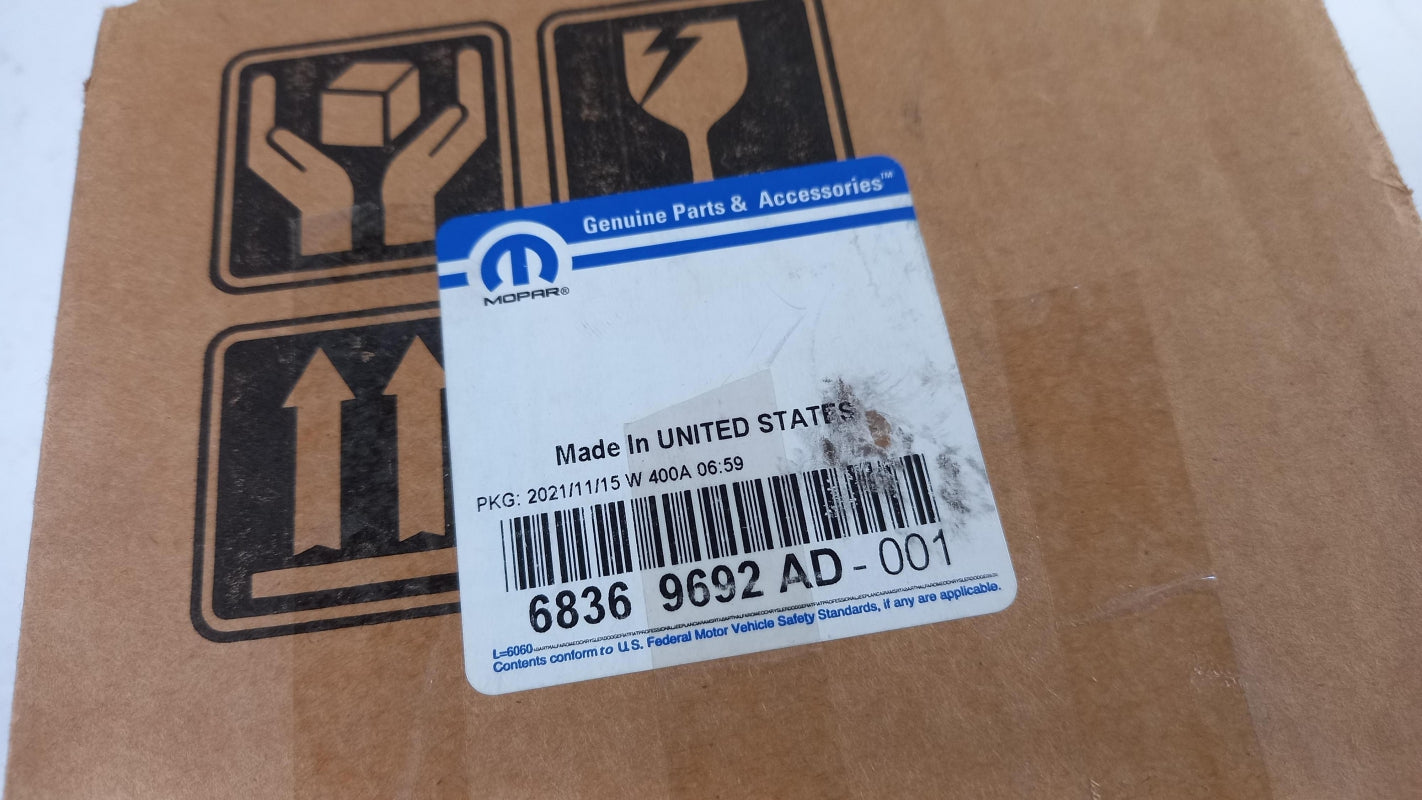 Genuine Parts & Accessories™
MOPAR®
Made In UNITED STATES
PKG: 2021/11/15 W 400A 06:59
6836 9692 AD - 001
L=6060
Contents conform to U.S. Federal Motor Vehicle Safety Standards, if any are applicable.